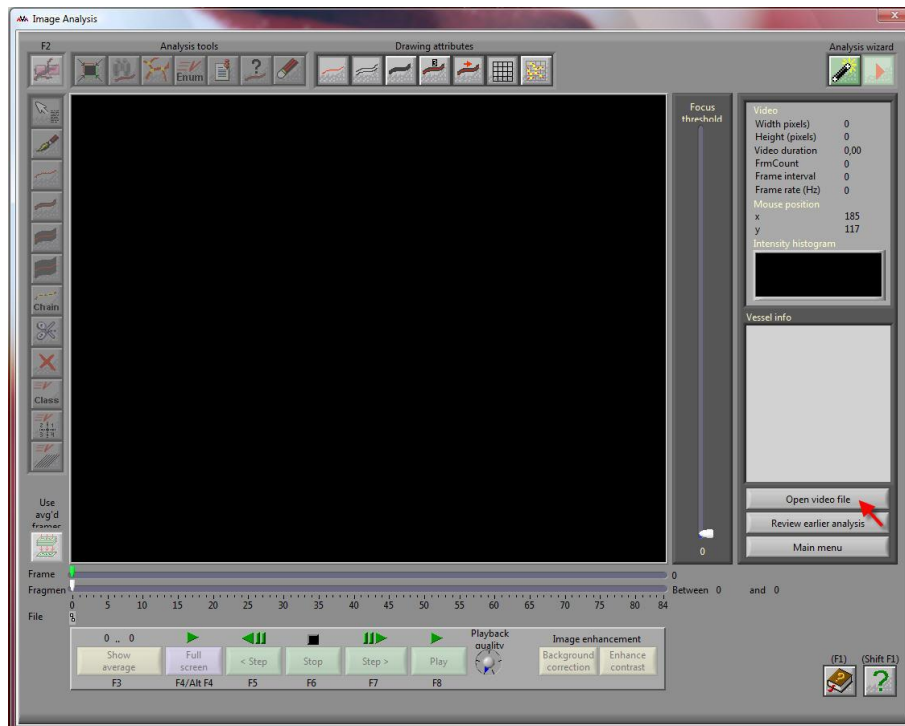 Image Analysis
F2
Analysis tools
Drawing attributes
Analysis wizard
Enum
Focus
threshold
Video
Width pixels) 0
Height (pixels) 0
Video duration 0,00
FrmCount 0
Frame interval 0
Frame rate (Hz) 0
Mouse position
x 185
y 117
Intensity histogram
Chain
Class
Vessel info
Use
avg'd
frames
0
Open video file
Review earlier analysis
Main menu
Frame 0
Fragmen Between 0 and 0
0 5 10 15 20 25 30 35 40 45 50 55 60 65 70 75 80 84
File %
0 .. 0
Playback
quality
Image enhancement
Show
average
Full
screen
< Step
Stop
Step >
Play
Background
correction
Enhance
contrast
F3 F4/Alt F4 F5 F6 F7 F8
(F1) (Shift F1)